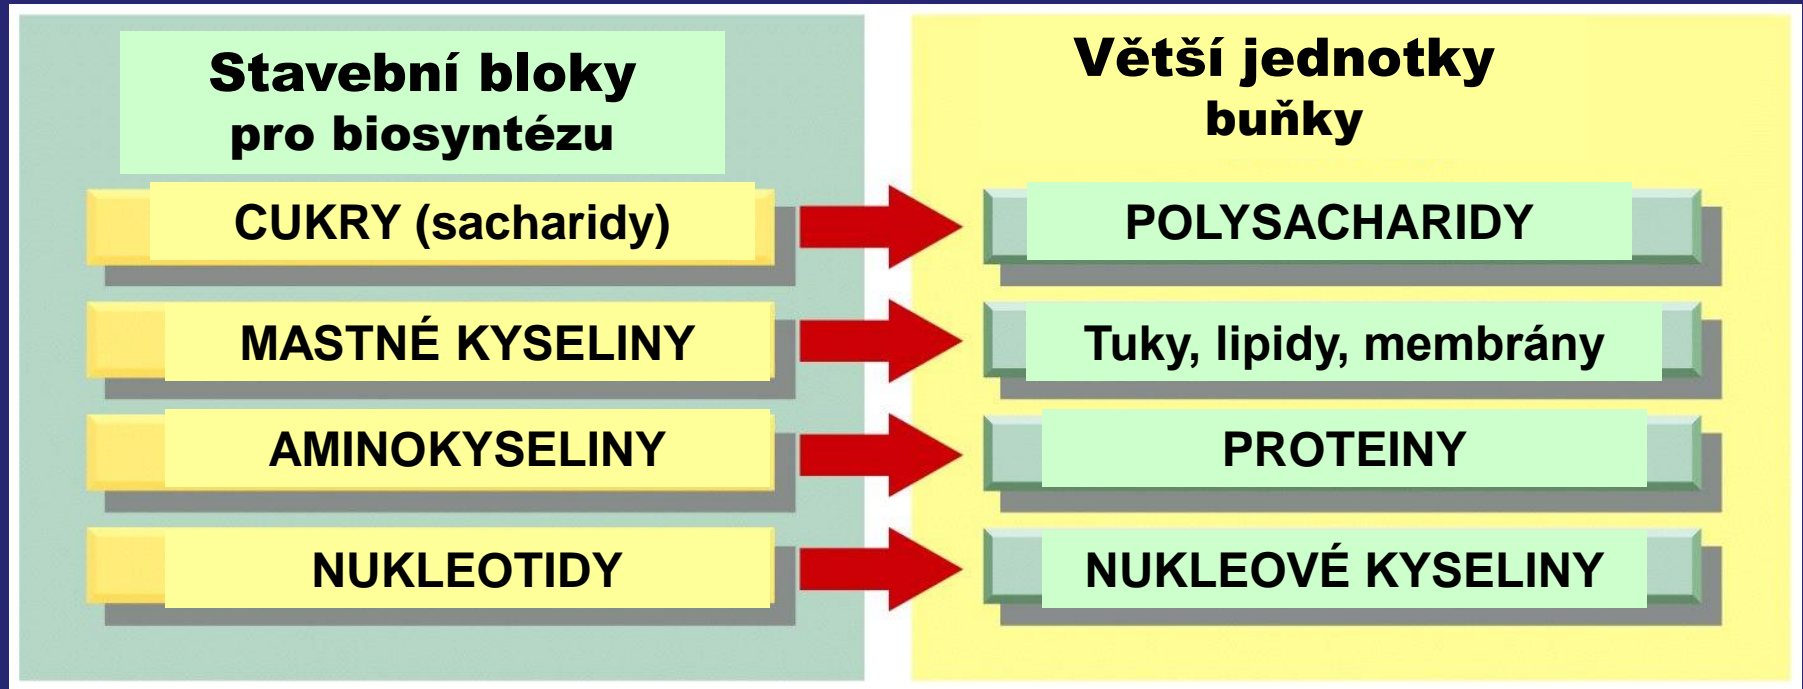 Stavební bloky
pro biosyntézu
Větší jednotky
buňky
CUKRY (sacharidy)
POLYSACHARIDY
MASTNÉ KYSELINY
Tuky, lipidy, membrány
AMINOKYSELINY
PROTEINY
NUKLEOTIDY
NUKLEOVÉ KYSELINY